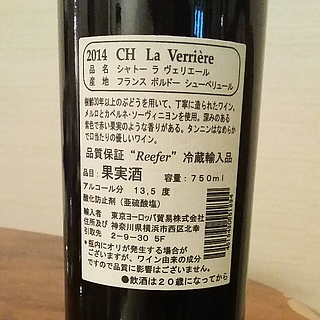 2014 CH La Verrière
品 名 シャトー ラ ヴェリエール
産 地 フランス ボルドー シューペリュール
樹齢30年以上のぶどうを用いて、丁寧に造られたワイン。
メルロとカベルネ・ソーヴィニヨンを使用。深みのある
紫色で赤い果実のような香りがある。タンニンはなめらか
で口当たりの優しいワイン。
品質保証 “Reefer” 冷蔵輸入品
品目：果実酒 容量：750ml
アルコール分 13.5 度
酸化防止剤（亜硫酸塩）
輸入者 東京ヨーロッパ貿易株式会社
住所及び 神奈川県横浜市西区北幸
引取先 2-9-30 5F
●瓶内にオリが発生する場合が
ございますが、ワイン由来の成分で
すので品質に影響はございません。
●飲酒は20歳になってから